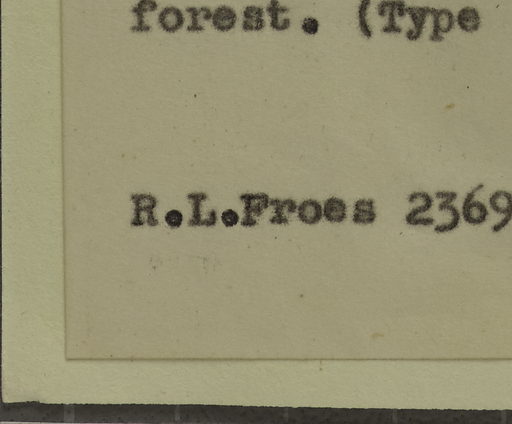 forest. (Type
R.L.Froes 2369